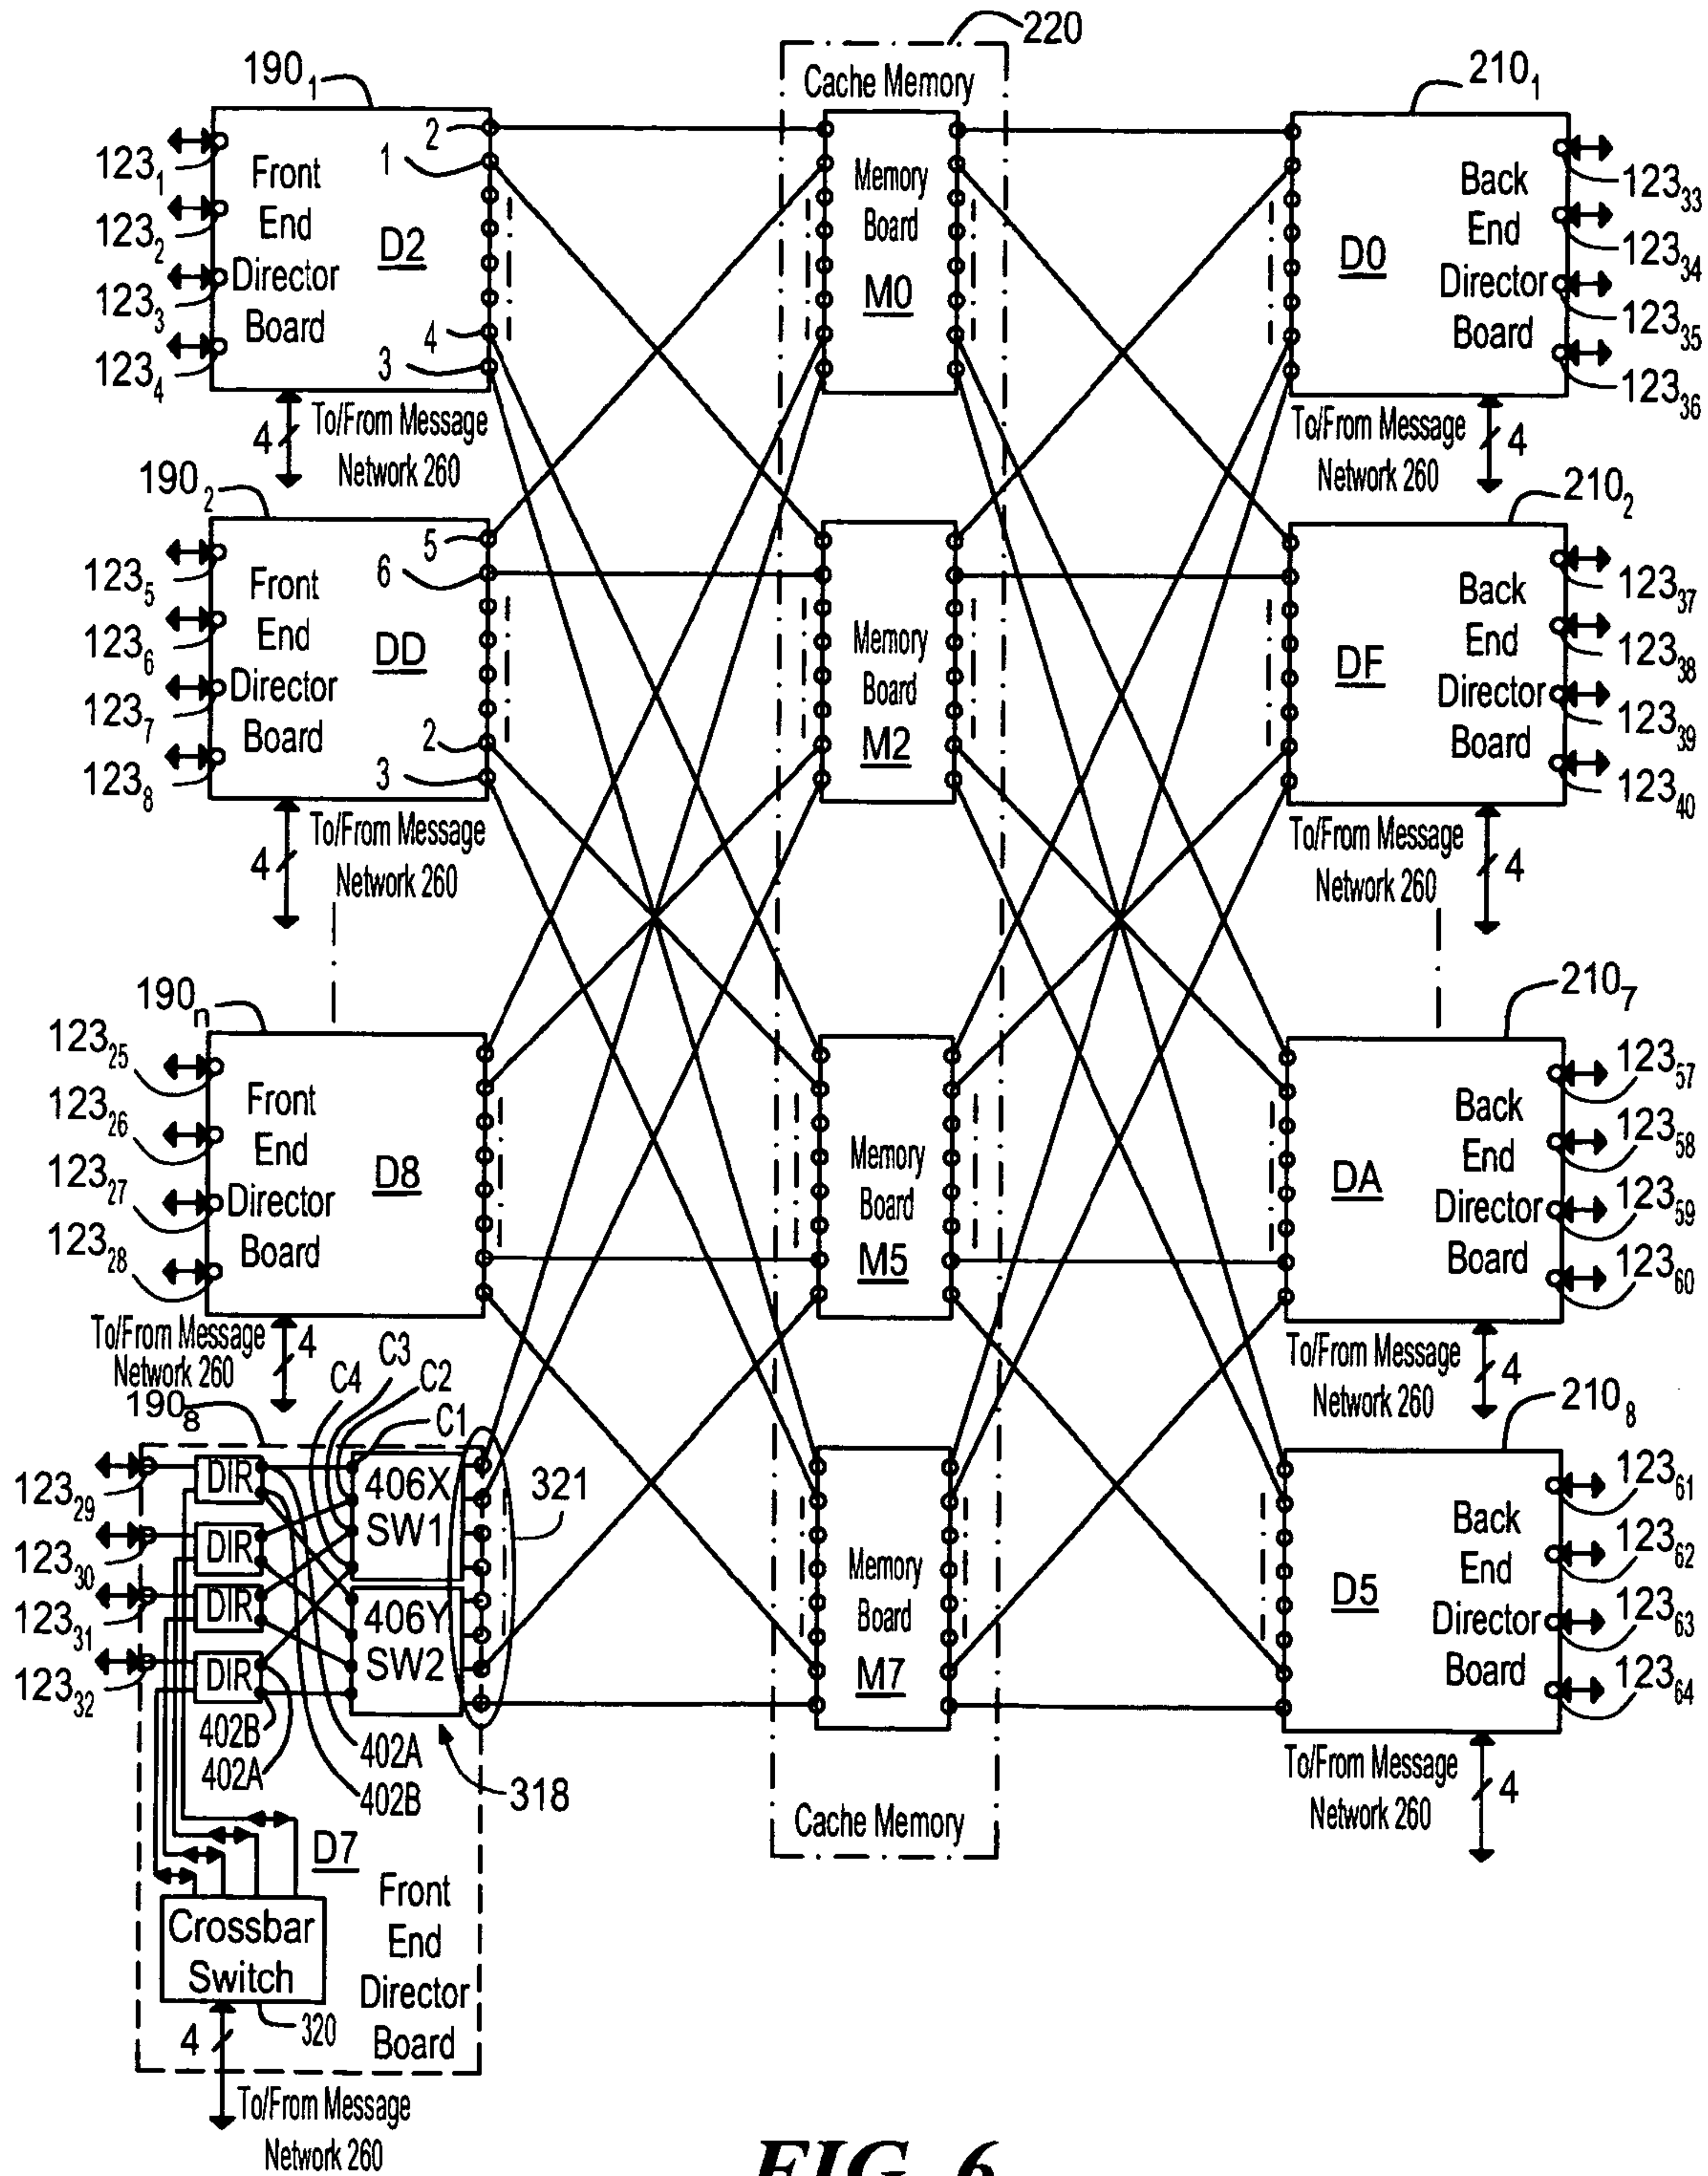 220
Cache Memory
190₁
123₁
123₂
123₃
123₄
Front
End
Director
Board
D2
2
1
4
3
4
To/From Message
Network 260
Memory
Board
M0
210₁
D0
Back
End
Director
Board
123₃₃
123₃₄
123₃₅
123₃₆
To/From Message
Network 260
4
190₂
123₅
123₆
123₇
123₈
Front
End
Director
Board
DD
5
6
2
3
4
To/From Message
Network 260
Memory
Board
M2
210₂
DF
Back
End
Director
Board
123₃₇
123₃₈
123₃₉
123₄₀
To/From Message
Network 260
4
190ₙ
123₂₅
123₂₆
123₂₇
123₂₈
Front
End
Director
Board
D8
To/From Message
Network 260
4
Memory
Board
M5
210₇
DA
Back
End
Director
Board
123₅₇
123₅₈
123₅₉
123₆₀
To/From Message
Network 260
4
190₈
C4
C3
C2
C1
123₂₉
123₃₀
123₃₁
123₃₂
DIR
DIR
DIR
DIR
406X
SW1
406Y
SW2
321
402B
402A
402A
402B
318
D7
Front
End
Director
Board
Crossbar
Switch
320
4
To/From Message
Network 260
Memory
Board
M7
Cache Memory
210₈
D5
Back
End
Director
Board
123₆₁
123₆₂
123₆₃
123₆₄
To/From Message
Network 260
4
FIG. 6